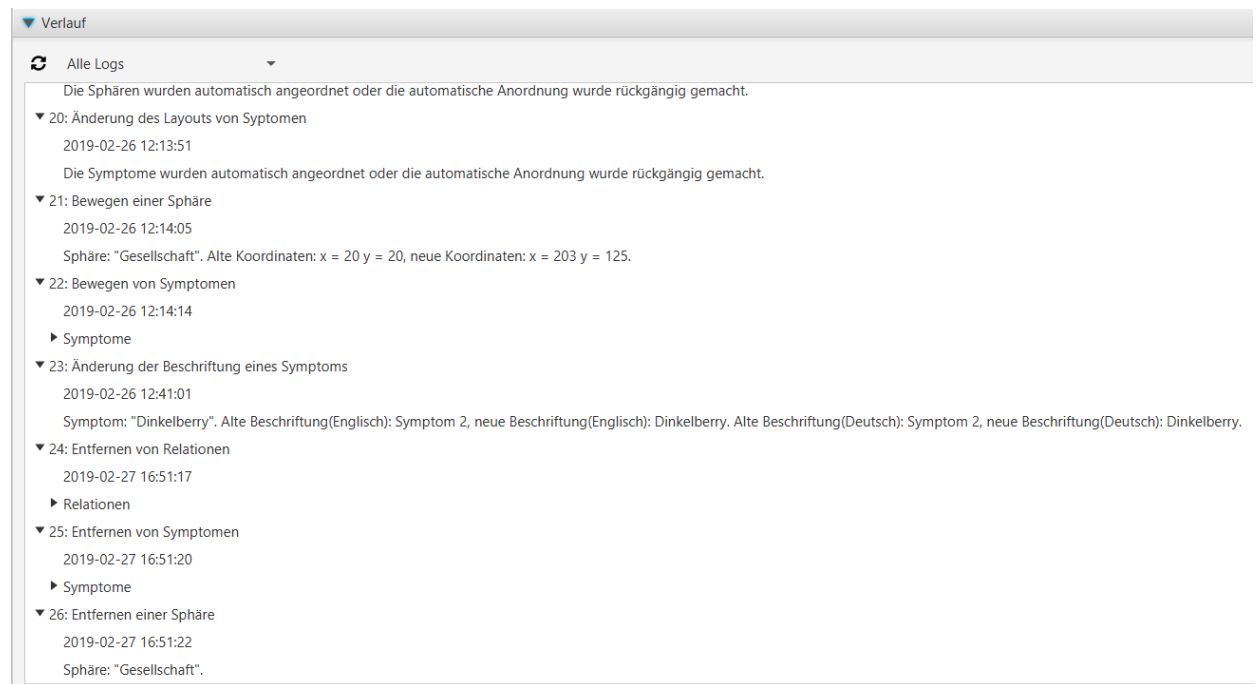 Verlauf
Alle Logs
Die Sphären wurden automatisch angeordnet oder die automatische Anordnung wurde rückgängig gemacht.
20: Änderung des Layouts von Syptomen
2019-02-26 12:13:51
Die Symptome wurden automatisch angeordnet oder die automatische Anordnung wurde rückgängig gemacht.
21: Bewegen einer Sphäre
2019-02-26 12:14:05
Sphäre: "Gesellschaft". Alte Koordinaten: x = 20 y = 20, neue Koordinaten: x = 203 y = 125.
22: Bewegen von Symptomen
2019-02-26 12:14:14
Symptome
23: Änderung der Beschriftung eines Symptoms
2019-02-26 12:41:01
Symptom: "Dinkelberry". Alte Beschriftung(Englisch): Symptom 2, neue Beschriftung(Englisch): Dinkelberry. Alte Beschriftung(Deutsch): Symptom 2, neue Beschriftung(Deutsch): Dinkelberry.
24: Entfernen von Relationen
2019-02-27 16:51:17
Relationen
25: Entfernen von Symptomen
2019-02-27 16:51:20
Symptome
26: Entfernen einer Sphäre
2019-02-27 16:51:22
Sphäre: "Gesellschaft".